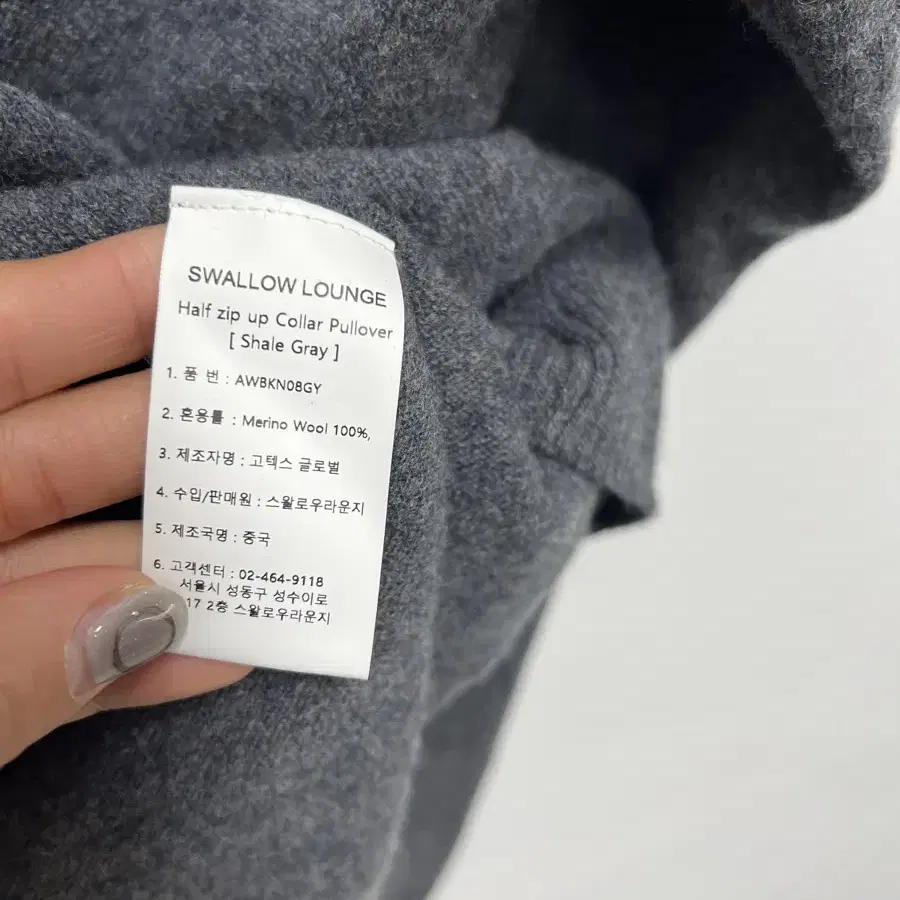 SWALLOW LOUNGE
Half zip up Collar Pullover
[ Shale Gray ]
1. 품 번 : AWBKN08GY
2. 혼용률 : Merino Wool 100%,
3. 제조자명 : 고텍스 글로벌
4. 수입/판매원 : 스왈로우라운지
5. 제조국명 : 중국
6. 고객센터 : 02-464-9118
서울시 성동구 성수이로
17 2층 스왈로우라운지